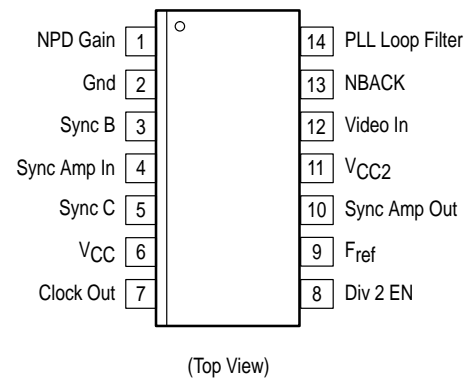 NPD Gain 1 14 PLL Loop Filter
Gnd 2 13 NBACK
Sync B 3 12 Video In
Sync Amp In 4 11 VCC2
Sync C 5 10 Sync Amp Out
VCC 6 9 Fref
Clock Out 7 8 Div 2 EN
(Top View)